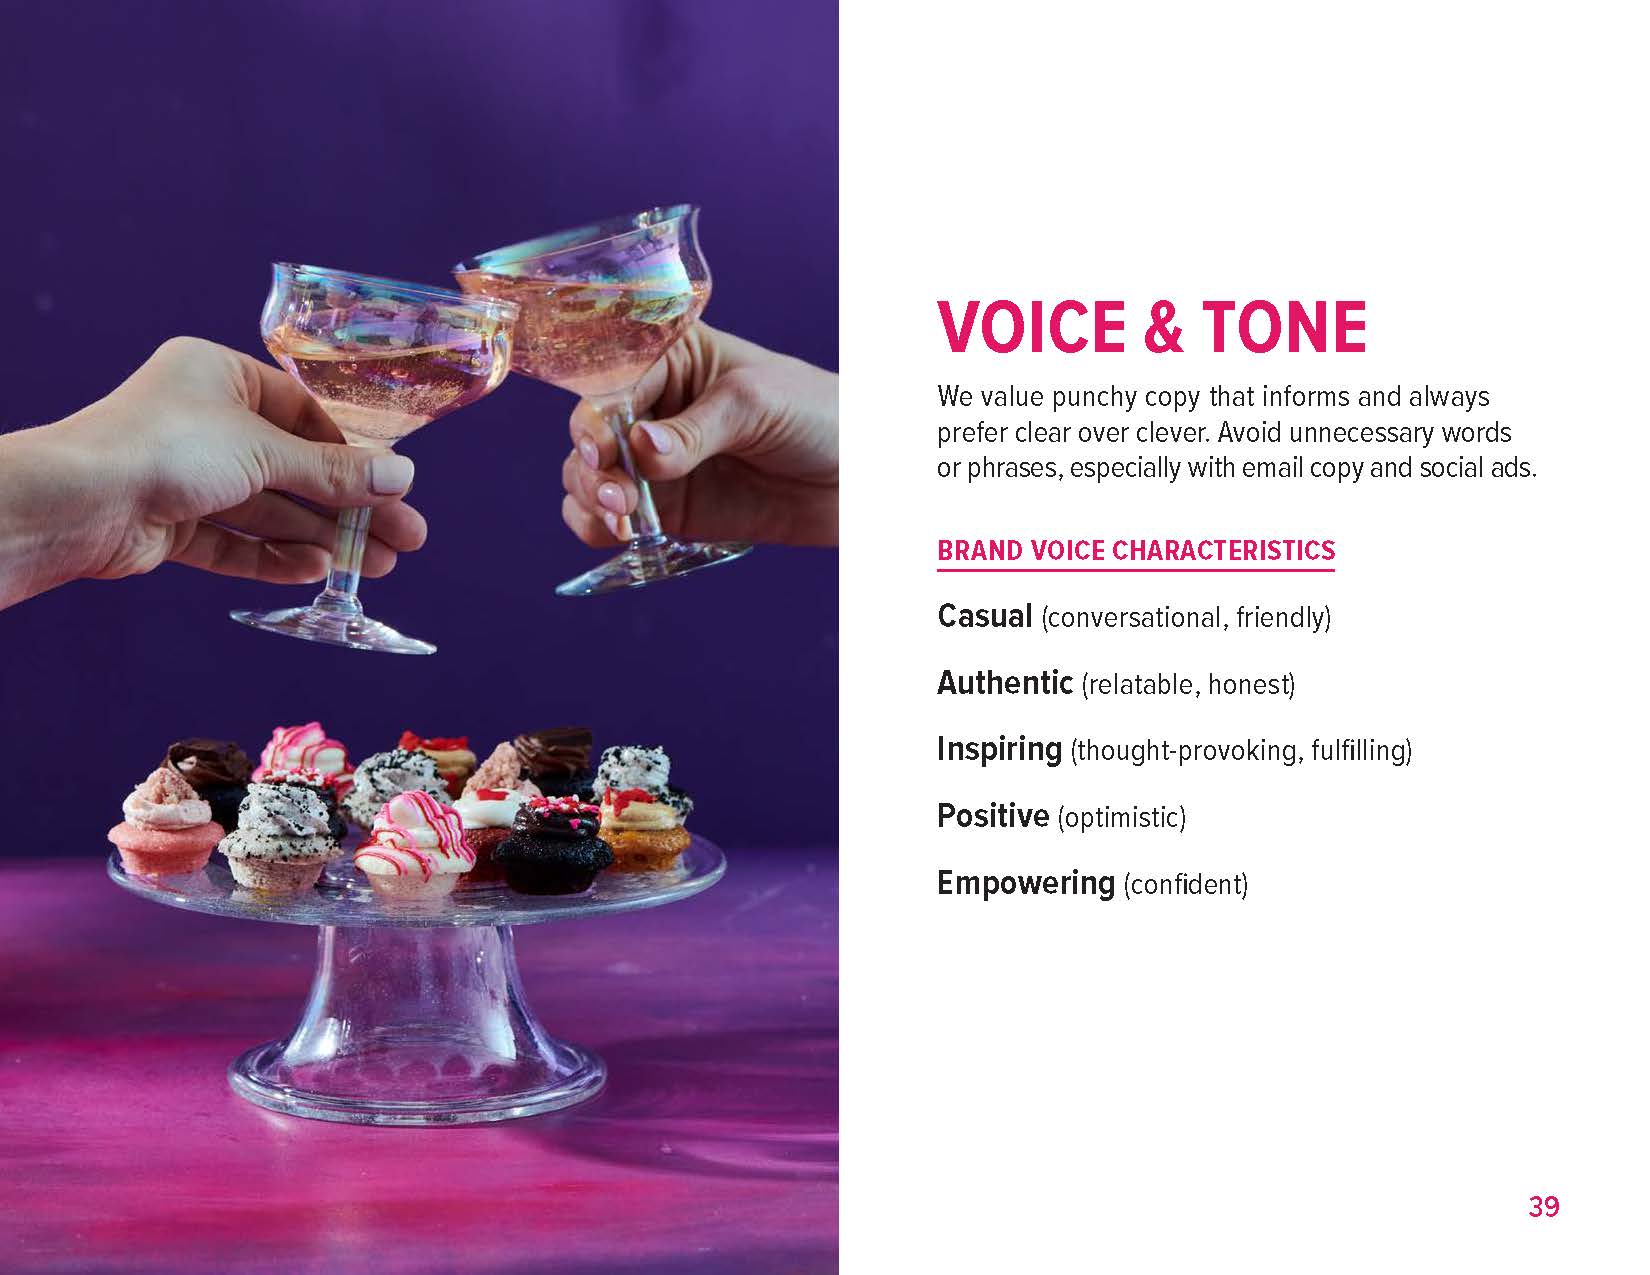 VOICE & TONE
We value punchy copy that informs and always
prefer clear over clever. Avoid unnecessary words
or phrases, especially with email copy and social ads.
BRAND VOICE CHARACTERISTICS
Casual (conversational, friendly)
Authentic (relatable, honest)
Inspiring (thought-provoking, fulfilling)
Positive (optimistic)
Empowering (confident)
39